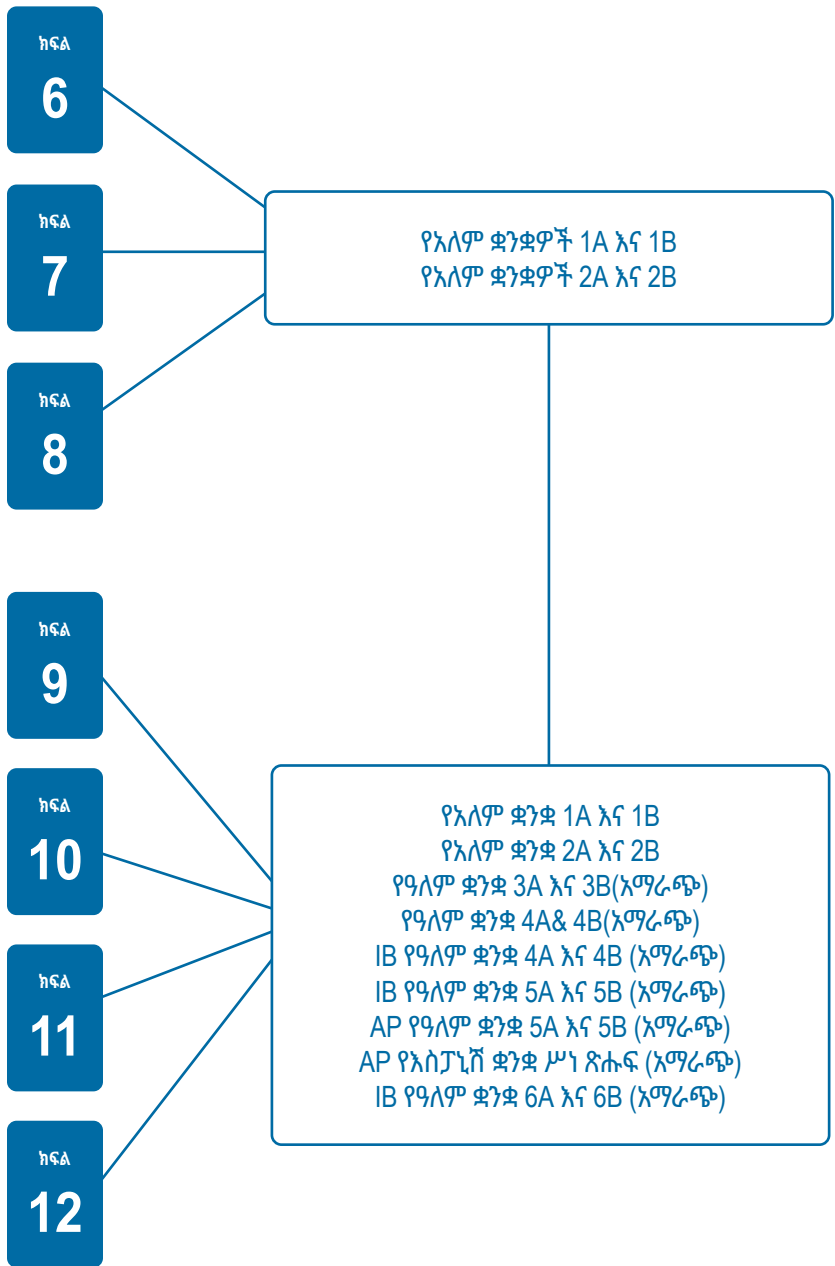 ክፍል
6
ክፍል
7
ክፍል
8
የአለም ቋንቋዎች 1A እና 1B
የአለም ቋንቋዎች 2A እና 2B
ክፍል
9
ክፍል
10
ክፍል
11
ክፍል
12
የአለም ቋንቋ 1A እና 1B
የአለም ቋንቋ 2A እና 2B
የዓለም ቋንቋ 3A እና 3B(አማራጭ)
የዓለም ቋንቋ 4A& 4B(አማራጭ)
IB የዓለም ቋንቋ 4A እና 4B (አማራጭ)
IB የዓለም ቋንቋ 5A እና 5B (አማራጭ)
AP የዓለም ቋንቋ 5A እና 5B (አማራጭ)
AP የእስፓኒሽ ቋንቋ ሥነ ጽሑፍ (አማራጭ)
IB የዓለም ቋንቋ 6A እና 6B (አማራጭ)